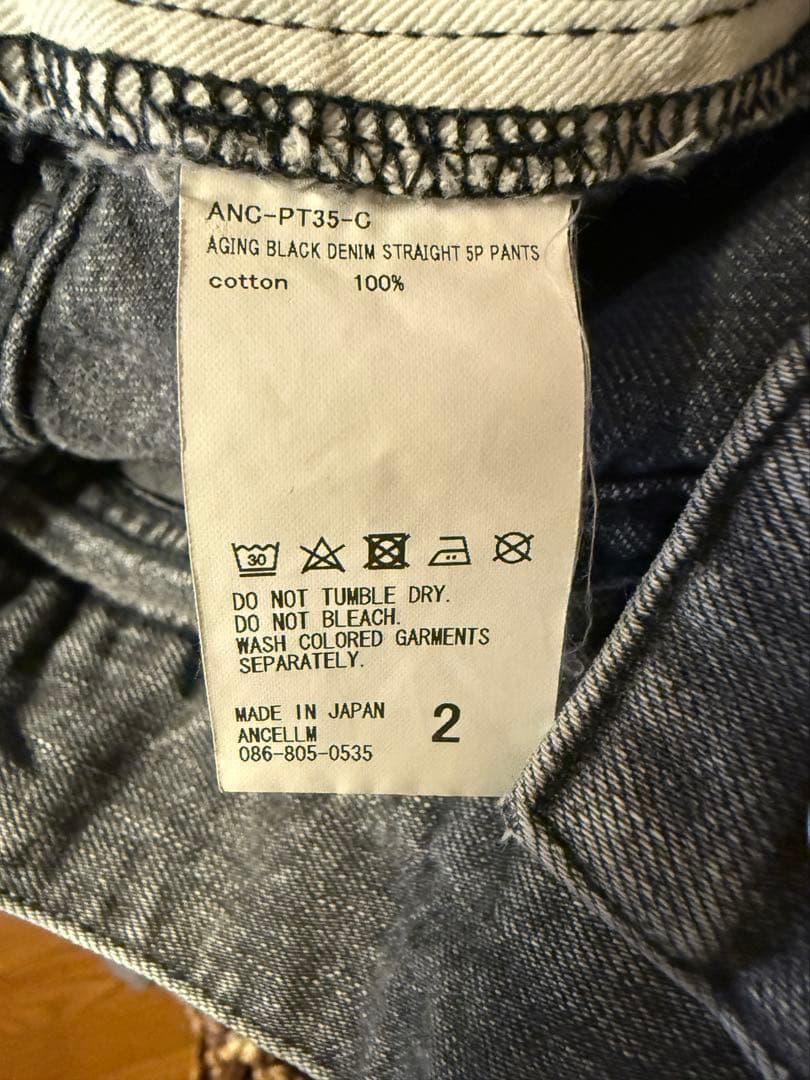 ANC-PT35-C
AGING BLACK DENIM STRAIGHT 5P PANTS
cotton 100%
30
DO NOT TUMBLE DRY.
DO NOT BLEACH.
WASH COLORED GARMENTS
SEPARATELY.
MADE IN JAPAN
ANCELLM
086-805-0535
2